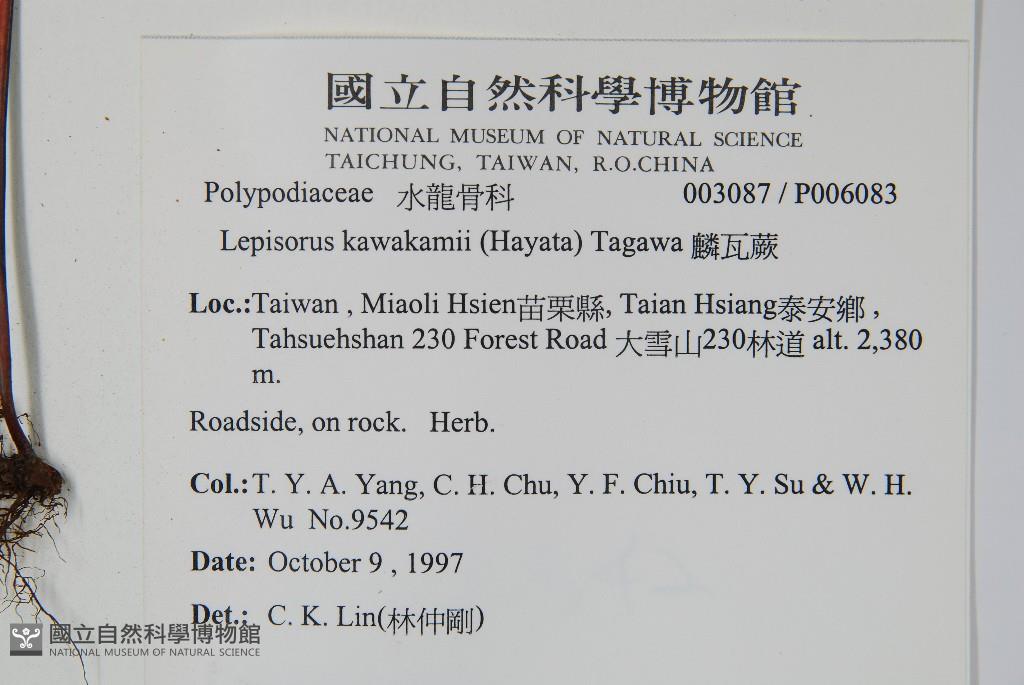 國立自然科學博物館
NATIONAL MUSEUM OF NATURAL SCIENCE
TAICHUNG, TAIWAN, R.O.CHINA
Polypodiaceae 水龍骨科 003087 / P006083
Lepisorus kawakamii (Hayata) Tagawa 鱗瓦蕨
Loc.:Taiwan , Miaoli Hsien苗栗縣, Taian Hsiang泰安鄉 ,
Tahsuehshan 230 Forest Road 大雪山230林道 alt. 2,380
m.
Roadside, on rock. Herb.
Col.:T. Y. A. Yang, C. H. Chu, Y. F. Chiu, T. Y. Su & W. H.
Wu No.9542
Date: October 9 , 1997
Det.: C. K. Lin(林仲剛)
國立自然科學博物館
NATIONAL MUSEUM OF NATURAL SCIENCE